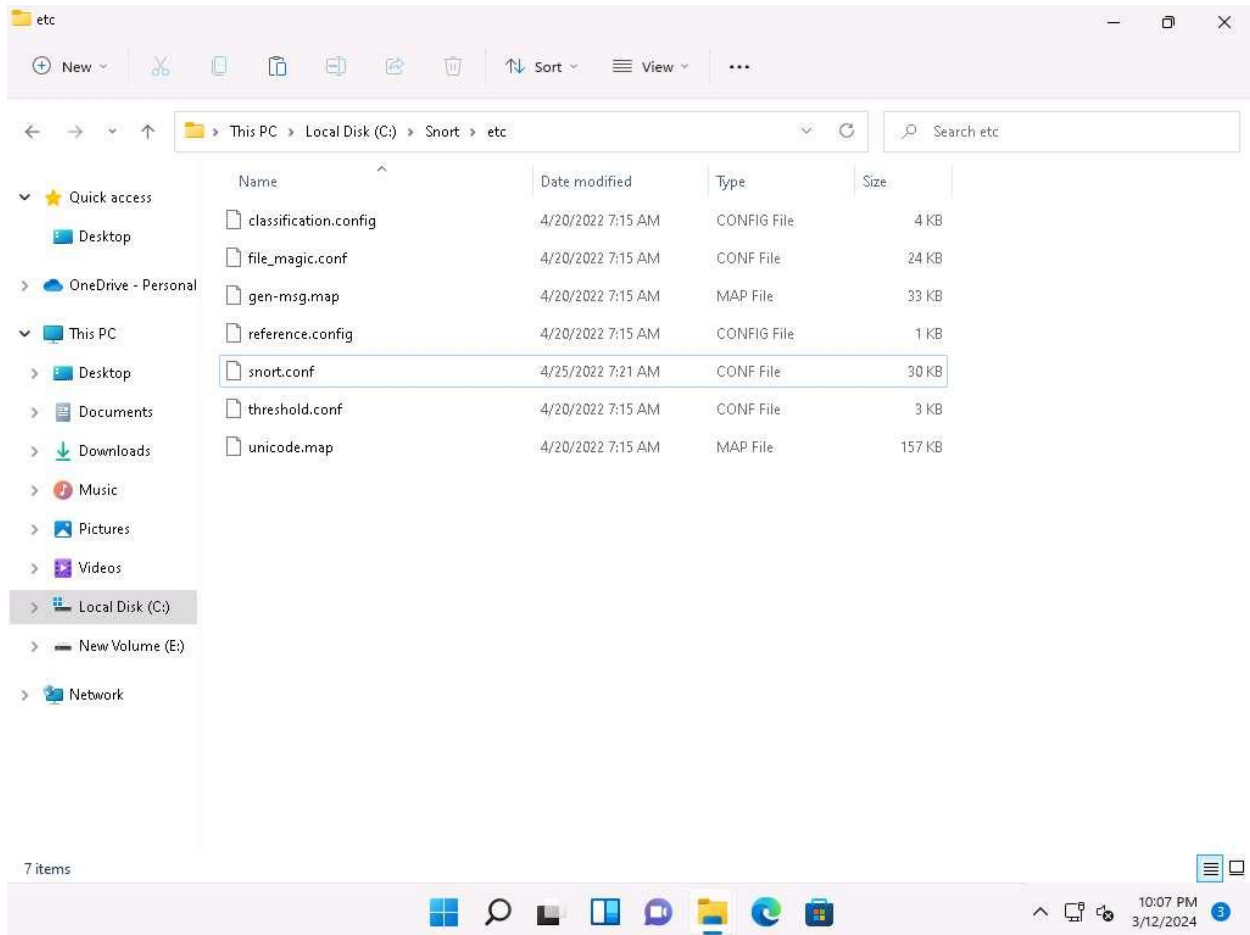 etc
New Sort View ...
This PC > Local Disk (C:) > Snort > etc Search etc
Quick access
Desktop
OneDrive - Personal
This PC
Desktop
Documents
Downloads
Music
Pictures
Videos
Local Disk (C:)
New Volume (E:)
Network
Name Date modified Type Size
classification.config 4/20/2022 7:15 AM CONFIG File 4 KB
file_magic.conf 4/20/2022 7:15 AM CONF File 24 KB
gen-msg.map 4/20/2022 7:15 AM MAP File 33 KB
reference.config 4/20/2022 7:15 AM CONFIG File 1 KB
snort.conf 4/25/2022 7:21 AM CONF File 30 KB
threshold.conf 4/20/2022 7:15 AM CONF File 3 KB
unicode.map 4/20/2022 7:15 AM MAP File 157 KB
7 items
10:07 PM
3/12/2024
3